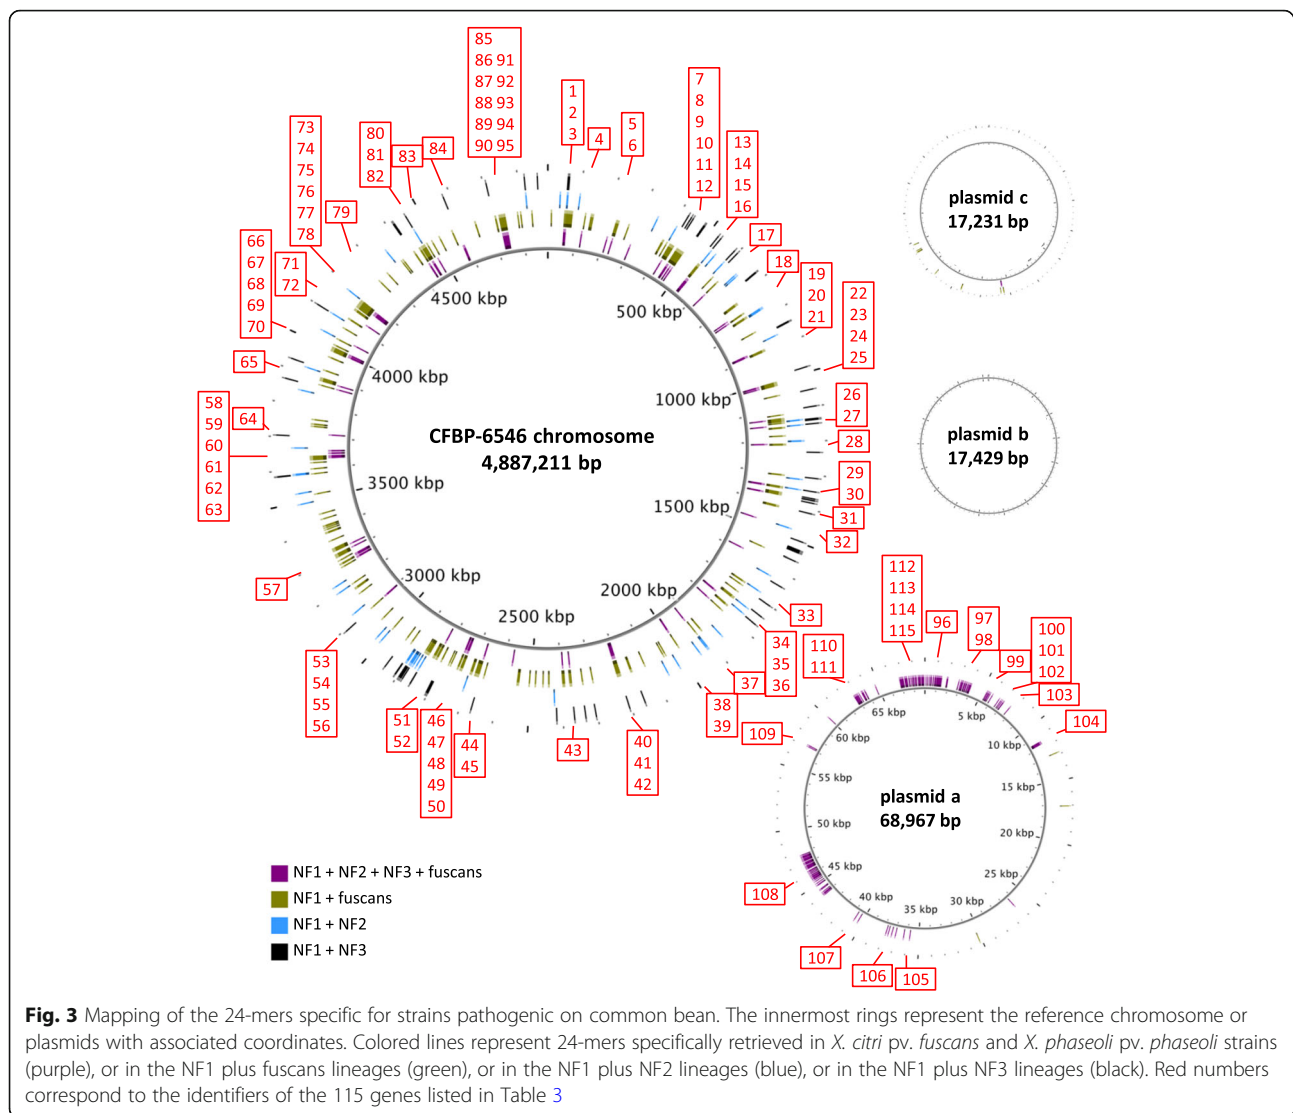 85
86 91
87 92
88 93
89 94
90 95
1
2
3
4
5
6
7
8
9
10
11
12
13
14
15
16
17
18
19
20
21
22
23
24
25
26
27
28
29
30
31
32
33
34
35
36
37
38
39
40
41
42
43
44
45
46
47
48
49
50
51
52
53
54
55
56
57
58
59
60
61
62
63
64
65
66
67
68
69
70
71
72
73
74
75
76
77
78
79
80
81
82
83
84
500 kbp
1000 kbp
1500 kbp
2000 kbp
2500 kbp
3000 kbp
3500 kbp
4000 kbp
4500 kbp
CFBP-6546 chromosome
4,887,211 bp
plasmid c
17,231 bp
plasmid b
17,429 bp
112
113
114
115
96
97
98
99
100
101
102
103
104
105
106
107
108
109
110
111
5 kbp
10 kbp
15 kbp
20 kbp
25 kbp
30 kbp
35 kbp
40 kbp
45 kbp
50 kbp
55 kbp
60 kbp
65 kbp
plasmid a
68,967 bp
NF1 + NF2 + NF3 + fuscans
NF1 + fuscans
NF1 + NF2
NF1 + NF3
Fig. 3 Mapping of the 24-mers specific for strains pathogenic on common bean. The innermost rings represent the reference chromosome or
plasmids with associated coordinates. Colored lines represent 24-mers specifically retrieved in X. citri pv. fuscans and X. phaseoli pv. phaseoli strains
(purple), or in the NF1 plus fuscans lineages (green), or in the NF1 plus NF2 lineages (blue), or in the NF1 plus NF3 lineages (black). Red numbers
correspond to the identifiers of the 115 genes listed in Table 3